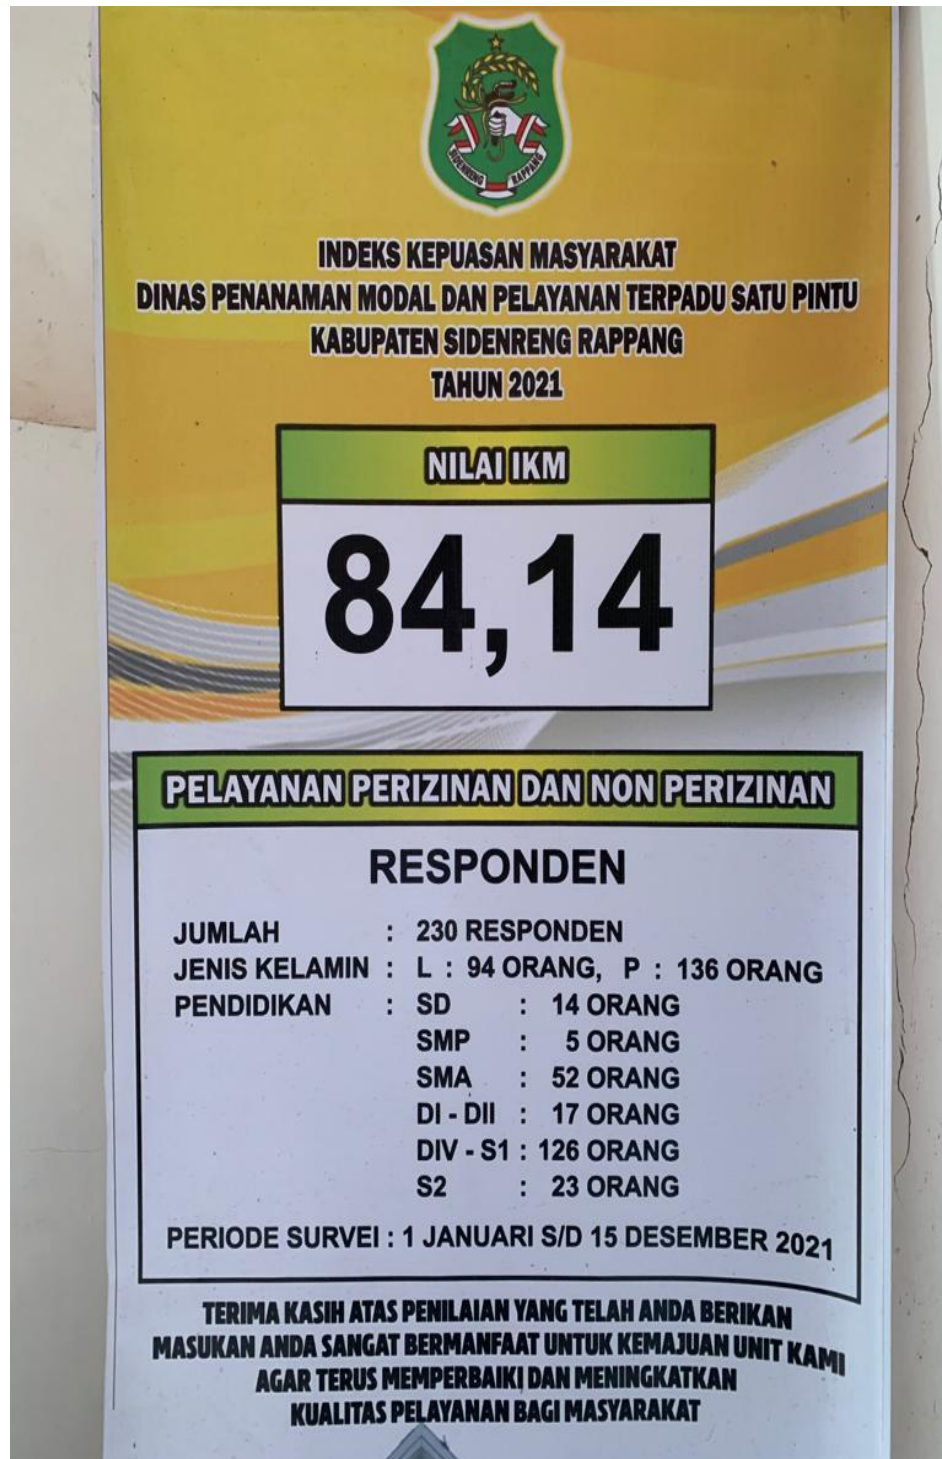 SIDENRENG RAPPANG
INDEKS KEPUASAN MASYARAKAT
DINAS PENANAMAN MODAL DAN PELAYANAN TERPADU SATU PINTU
KABUPATEN SIDENRENG RAPPANG
TAHUN 2021
NILAI IKM
84,14
PELAYANAN PERIZINAN DAN NON PERIZINAN
RESPONDEN
JUMLAH : 230 RESPONDEN
JENIS KELAMIN : L : 94 ORANG, P : 136 ORANG
PENDIDIKAN : SD : 14 ORANG
SMP : 5 ORANG
SMA : 52 ORANG
DI - DII : 17 ORANG
DIV - S1 : 126 ORANG
S2 : 23 ORANG
PERIODE SURVEI : 1 JANUARI S/D 15 DESEMBER 2021
TERIMA KASIH ATAS PENILAIAN YANG TELAH ANDA BERIKAN
MASUKAN ANDA SANGAT BERMANFAAT UNTUK KEMAJUAN UNIT KAMI
AGAR TERUS MEMPERBAIKI DAN MENINGKATKAN
KUALITAS PELAYANAN BAGI MASYARAKAT